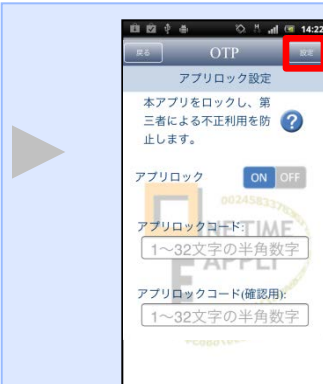 14:22
戻る
OTP
設定
アプリロック設定
本アプリをロックし、第
三者による不正利用を防
止します。
?
アプリロック
ON
OFF
アプリロックコード:
1～32文字の半角数字
アプリロックコード(確認用):
1～32文字の半角数字